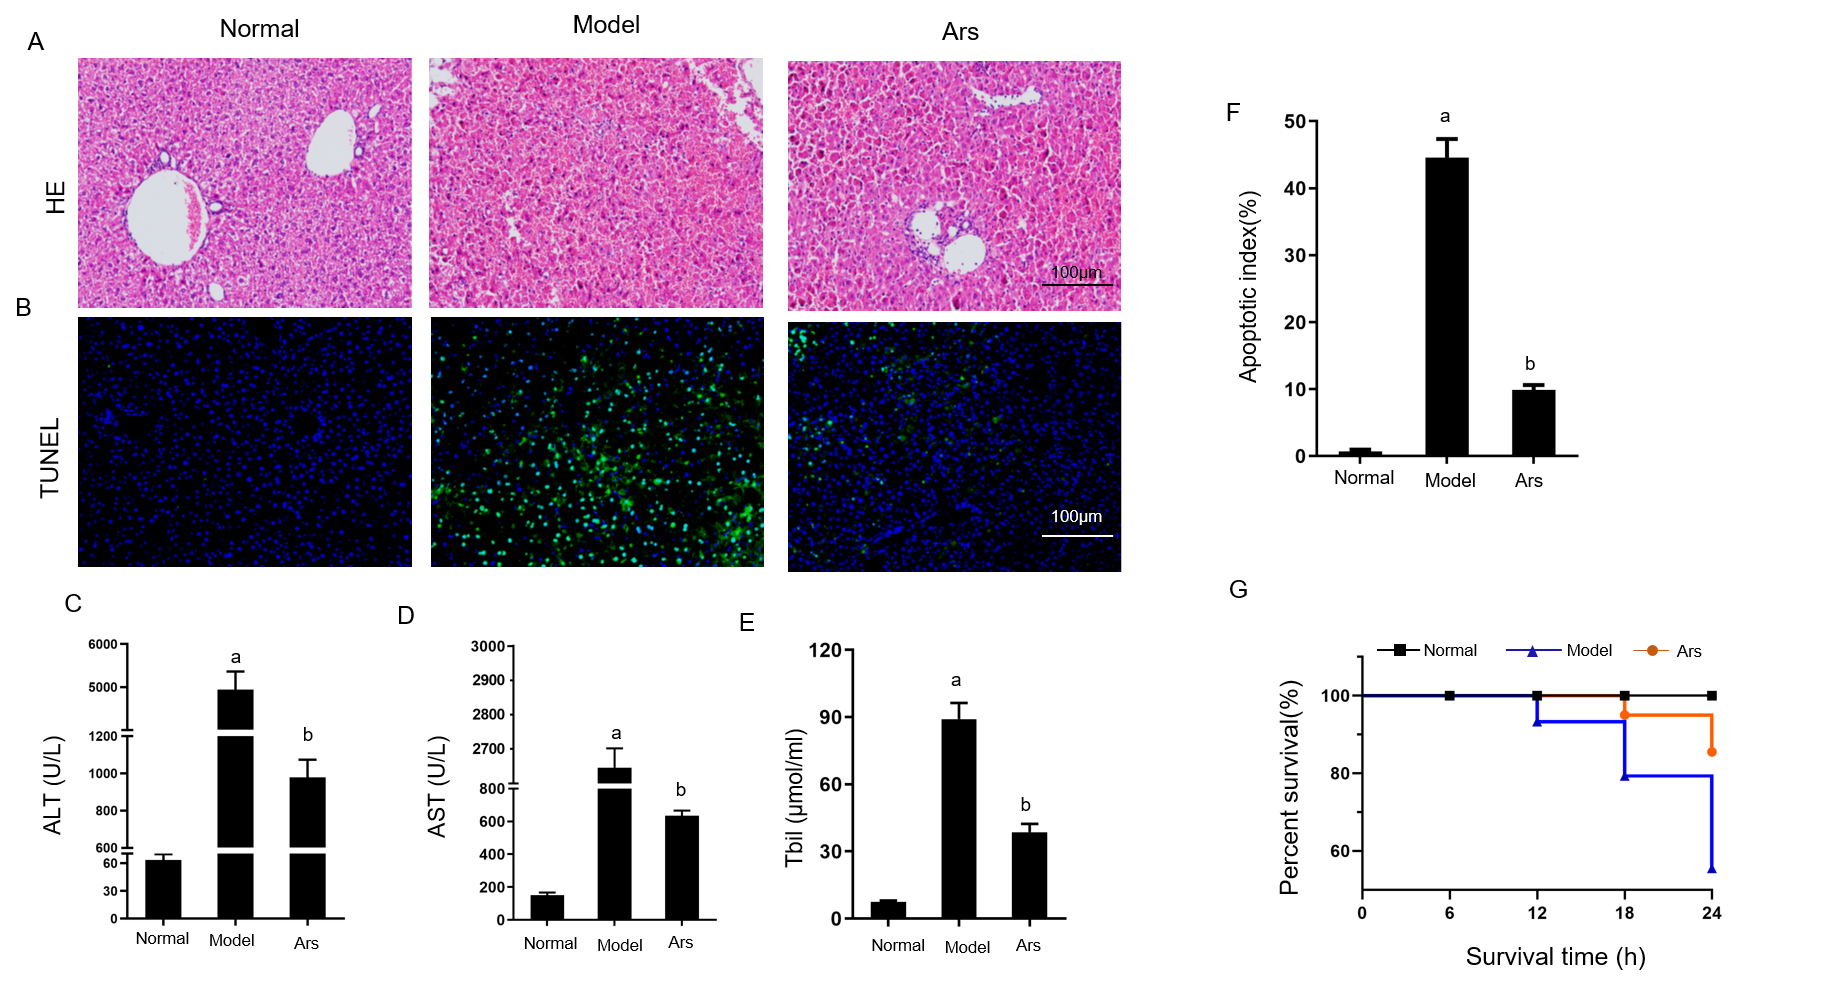 Normal
Model
Ars
A
HE
100μm
B
TUNEL
100μm
C
ALT (U/L)
6000
5000
1200
1000
800
600
60
30
0
a
b
Normal
Model
Ars
D
AST (U/L)
3000
2900
2800
2700
800
600
400
200
0
a
b
Normal
Model
Ars
E
Tbil (μmol/ml)
120
90
60
30
0
a
b
Normal
Model
Ars
F
Apoptotic index(%)
50
40
30
20
10
0
a
b
Normal
Model
Ars
G
Normal
Model
Ars
Percent survival(%)
100
80
60
0
6
12
18
24
Survival time (h)